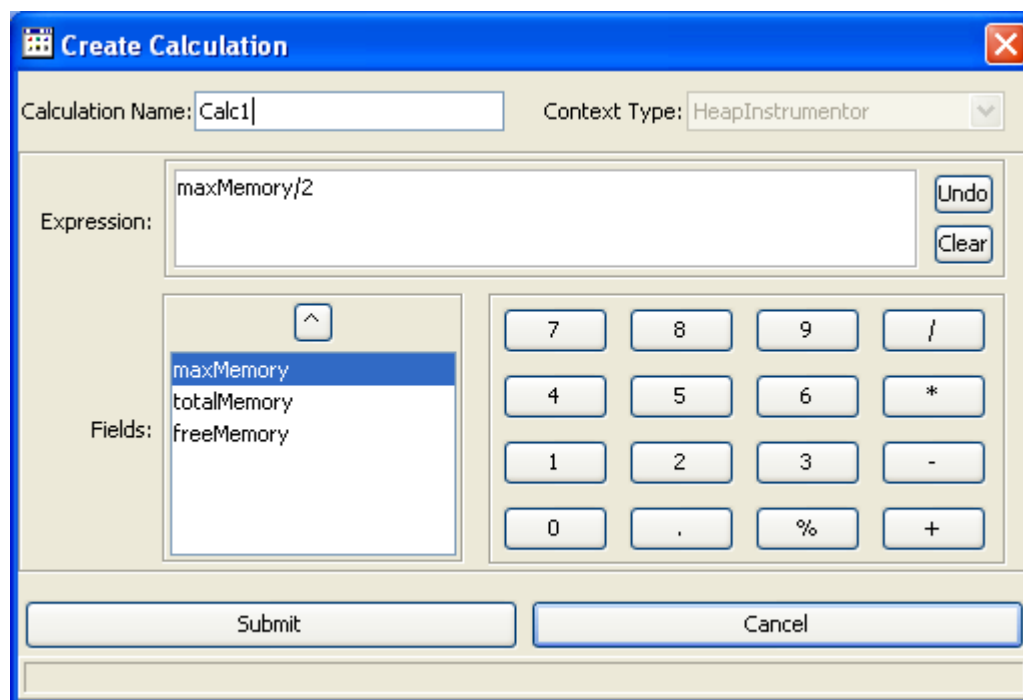 Create Calculation
Calculation Name: Calc1
Context Type: HeapInstrumentor
Expression:
maxMemory/2
Undo
Clear
Fields:
^
maxMemory
totalMemory
freeMemory
7 8 9 /
4 5 6 *
1 2 3 -
0 . % +
Submit
Cancel